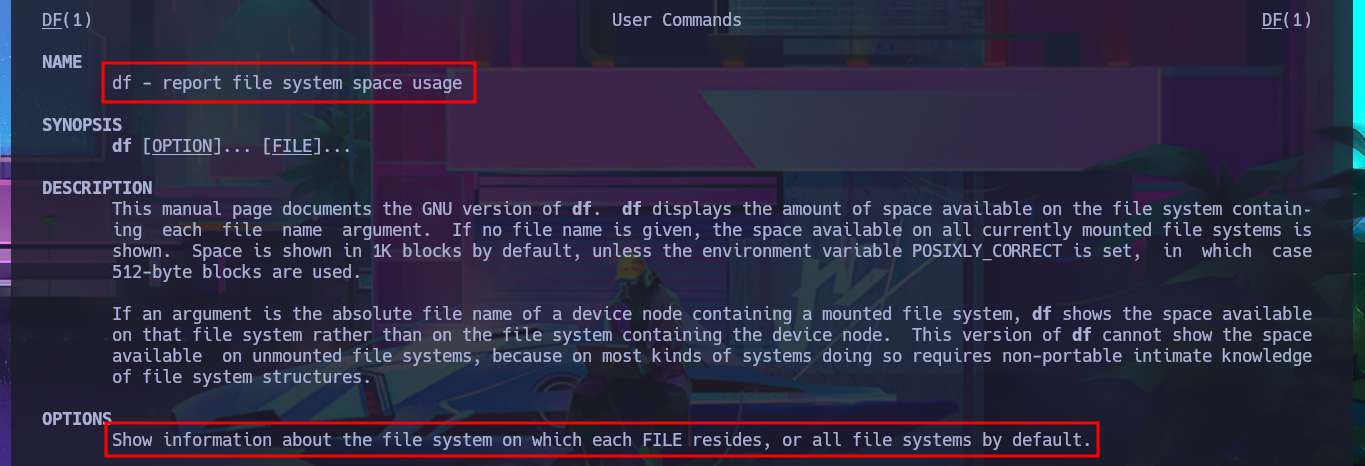 DF(1) User Commands DF(1)
NAME
df - report file system space usage
SYNOPSIS
df [OPTION]... [FILE]...
DESCRIPTION
This manual page documents the GNU version of df. df displays the amount of space available on the file system contain-
ing each file name argument. If no file name is given, the space available on all currently mounted file systems is
shown. Space is shown in 1K blocks by default, unless the environment variable POSIXLY_CORRECT is set, in which case
512-byte blocks are used.
If an argument is the absolute file name of a device node containing a mounted file system, df shows the space available
on that file system rather than on the file system containing the device node. This version of df cannot show the space
available on unmounted file systems, because on most kinds of systems doing so requires non-portable intimate knowledge
of file system structures.
OPTIONS
Show information about the file system on which each FILE resides, or all file systems by default.